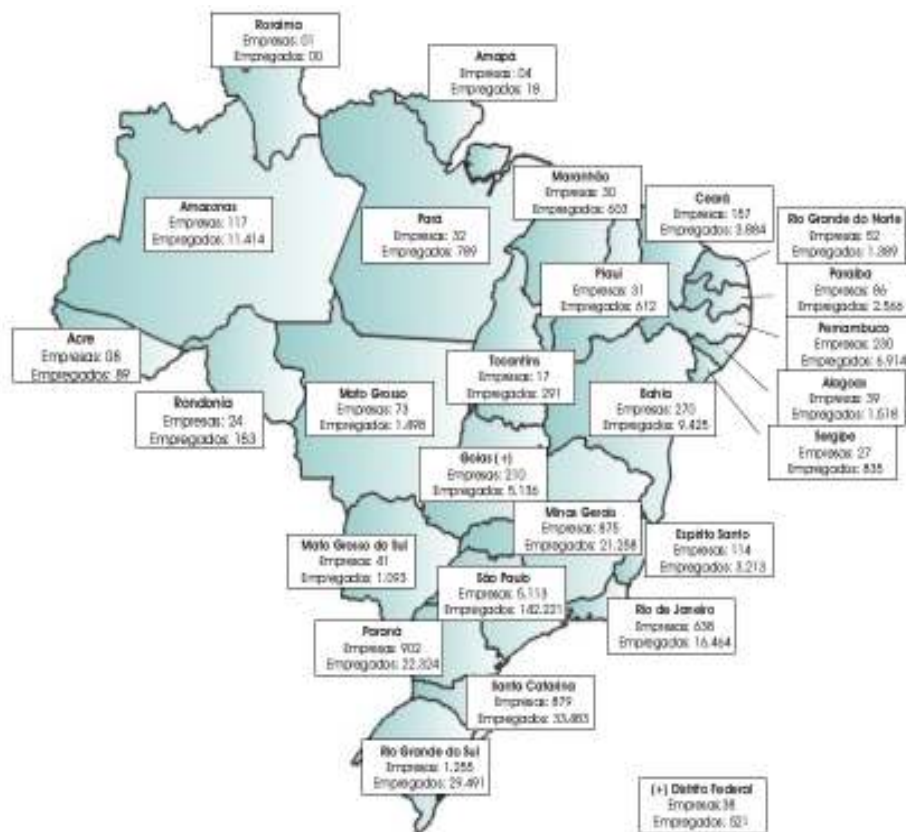 Roraima
Empresas: 01
Empregados: 00
Amapá
Empresas: 04
Empregados: 18
Maranhão
Empresas: 30
Empregados: 603
Ceará
Empresas: 157
Empregados: 3.884
Rio Grande do Norte
Empresas: 52
Empregados: 1.389
Amazonas
Empresas: 117
Empregados: 11.414
Pará
Empresas: 32
Empregados: 789
Piauí
Empresas: 31
Empregados: 612
Paraíba
Empresas: 86
Empregados: 2.566
Pernambuco
Empresas: 230
Empregados: 6.914
Acre
Empresas: 08
Empregados: 89
Tocantins
Empresas: 17
Empregados: 291
Alagoas
Empresas: 39
Empregados: 1.518
Rondonia
Empresas: 24
Empregados: 153
Mato Grosso
Empresas: 73
Empregados: 1.498
Bahia
Empresas: 270
Empregados: 9.425
Sergipe
Empresas: 27
Empregados: 835
Goias (+)
Empresas: 210
Empregados: 5.136
Minas Gerais
Empresas: 875
Empregados: 21.258
Espírito Santo
Empresas: 114
Empregados: 3.213
Mato Grosso do Sul
Empresas: 41
Empregados: 1.093
São Paulo
Empresas: 5.113
Empregados: 142.221
Rio de Janeiro
Empresas: 638
Empregados: 16.464
Paraná
Empresas: 902
Empregados: 22.324
Santa Catarina
Empresas: 879
Empregados: 33.483
Rio Grande do Sul
Empresas: 1.255
Empregados: 29.491
(+) Distrito Federal
Empresas: 38
Empregados: 521